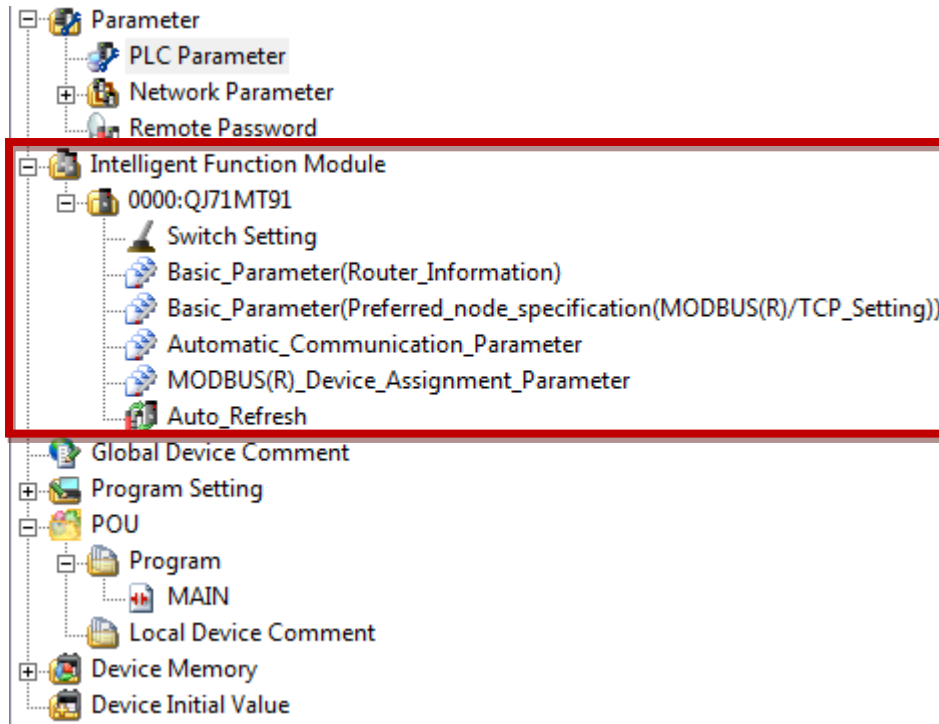 Parameter
PLC Parameter
Network Parameter
Remote Password
Intelligent Function Module
0000:QJ71MT91
Switch Setting
Basic_Parameter(Router_Information)
Basic_Parameter(Preferred_node_specification(MODBUS(R)/TCP_Setting))
Automatic_Communication_Parameter
MODBUS(R)_Device_Assignment_Parameter
Auto_Refresh
Global Device Comment
Program Setting
POU
Program
MAIN
Local Device Comment
Device Memory
Device Initial Value